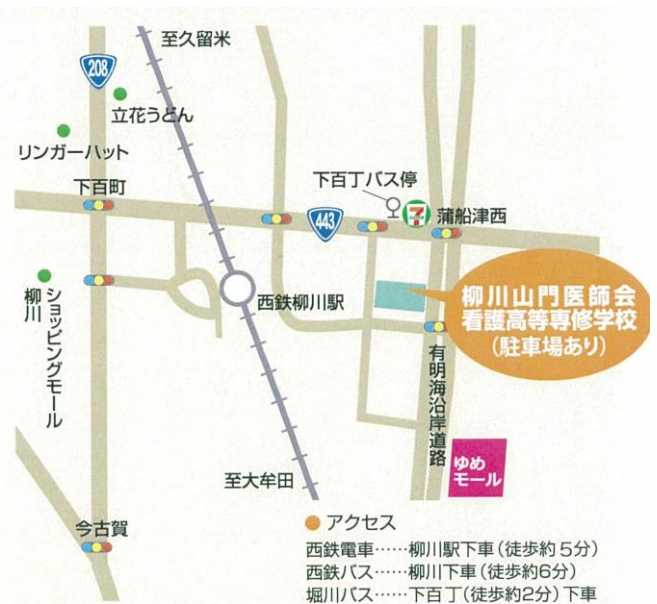 至久留米
208
立花うどん
リンガーハット
下百町
下百丁バス停
7
443
蒲船津西
柳川
ショッピングモール
西鉄柳川駅
柳川山門医師会
看護高等専修学校
(駐車場あり)
有明海沿岸道路
ゆめ
モール
至大牟田
今古賀
アクセス
西鉄電車……柳川駅下車(徒歩約5分)
西鉄バス……柳川下車(徒歩約6分)
堀川バス……下百丁(徒歩約2分)下車